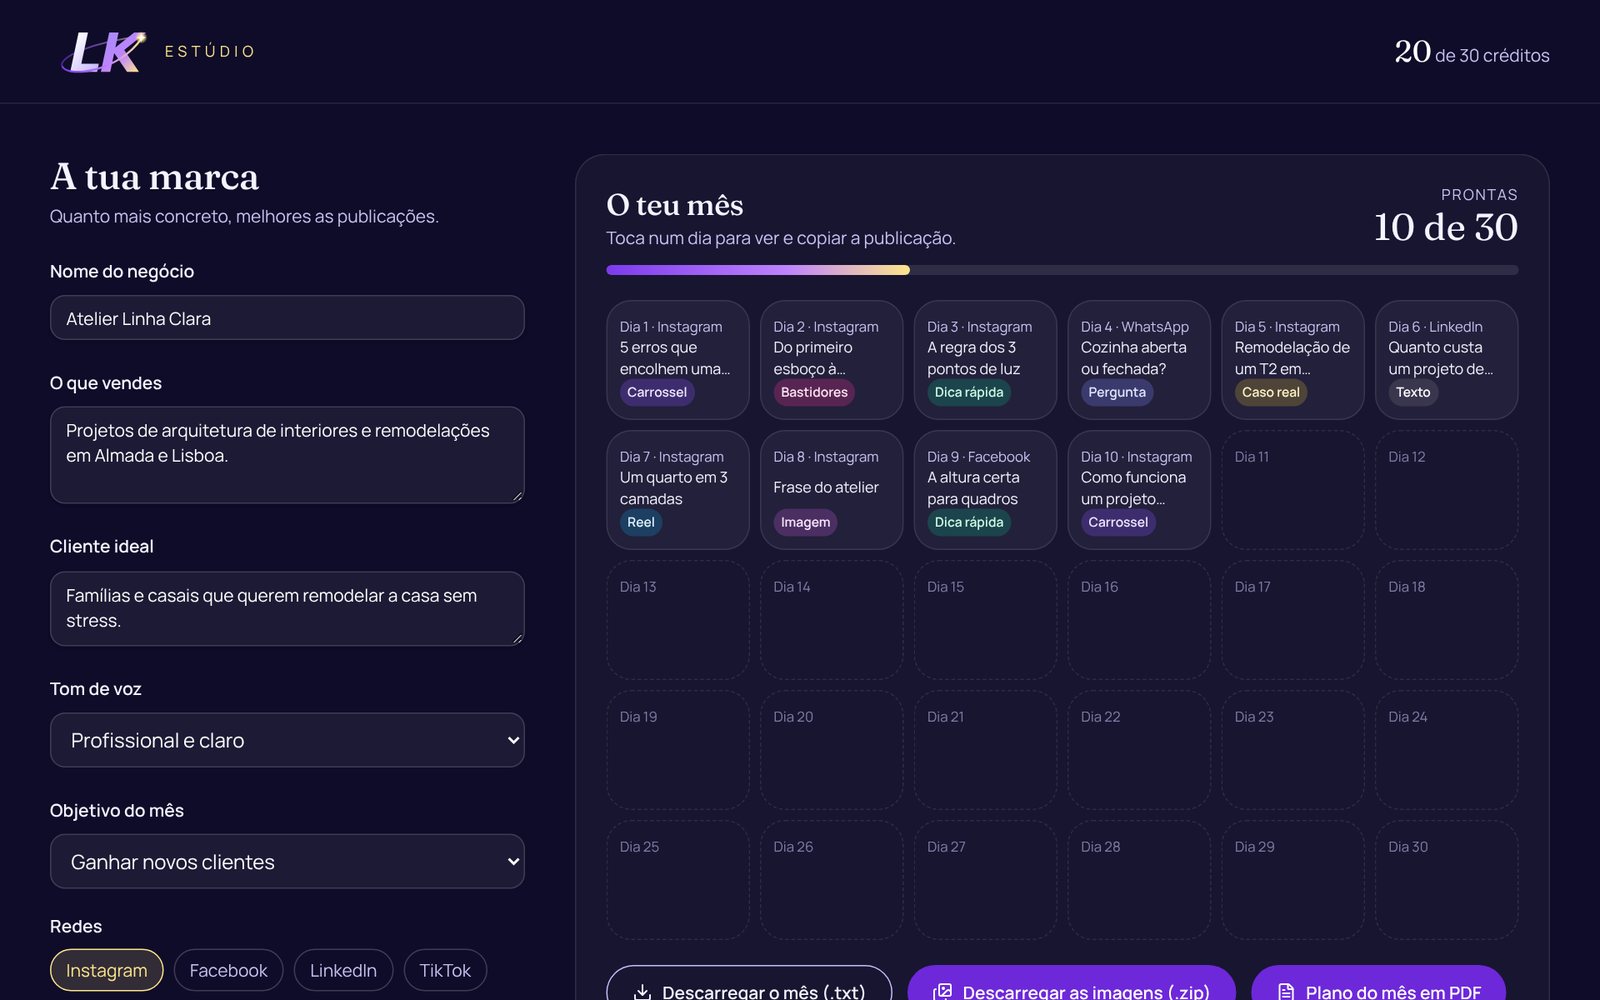 LK ESTÚDIO
20 de 30 créditos
A tua marca
Quanto mais concreto, melhores as publicações.
Nome do negócio
Atelier Linha Clara
O que vendes
Projetos de arquitetura de interiores e remodelações
em Almada e Lisboa.
Cliente ideal
Famílias e casais que querem remodelar a casa sem
stress.
Tom de voz
Profissional e claro
Objetivo do mês
Ganhar novos clientes
Redes
Instagram
Facebook
LinkedIn
TikTok
O teu mês
Toca num dia para ver e copiar a publicação.
PRONTAS
10 de 30
Dia 1 · Instagram
5 erros que
encolhem uma…
Carrossel
Dia 2 · Instagram
Do primeiro
esboço à…
Bastidores
Dia 3 · Instagram
A regra dos 3
pontos de luz
Dica rápida
Dia 4 · WhatsApp
Cozinha aberta
ou fechada?
Pergunta
Dia 5 · Instagram
Remodelação de
um T2 em…
Caso real
Dia 6 · LinkedIn
Quanto custa
um projeto de…
Texto
Dia 7 · Instagram
Um quarto em 3
camadas
Reel
Dia 8 · Instagram
Frase do atelier
Imagem
Dia 9 · Facebook
A altura certa
para quadros
Dica rápida
Dia 10 · Instagram
Como funciona
um projeto…
Carrossel
Dia 11
Dia 12
Dia 13
Dia 14
Dia 15
Dia 16
Dia 17
Dia 18
Dia 19
Dia 20
Dia 21
Dia 22
Dia 23
Dia 24
Dia 25
Dia 26
Dia 27
Dia 28
Dia 29
Dia 30
Descarregar o mês (.txt)
Descarregar as imagens (.zip)
Plano do mês em PDF